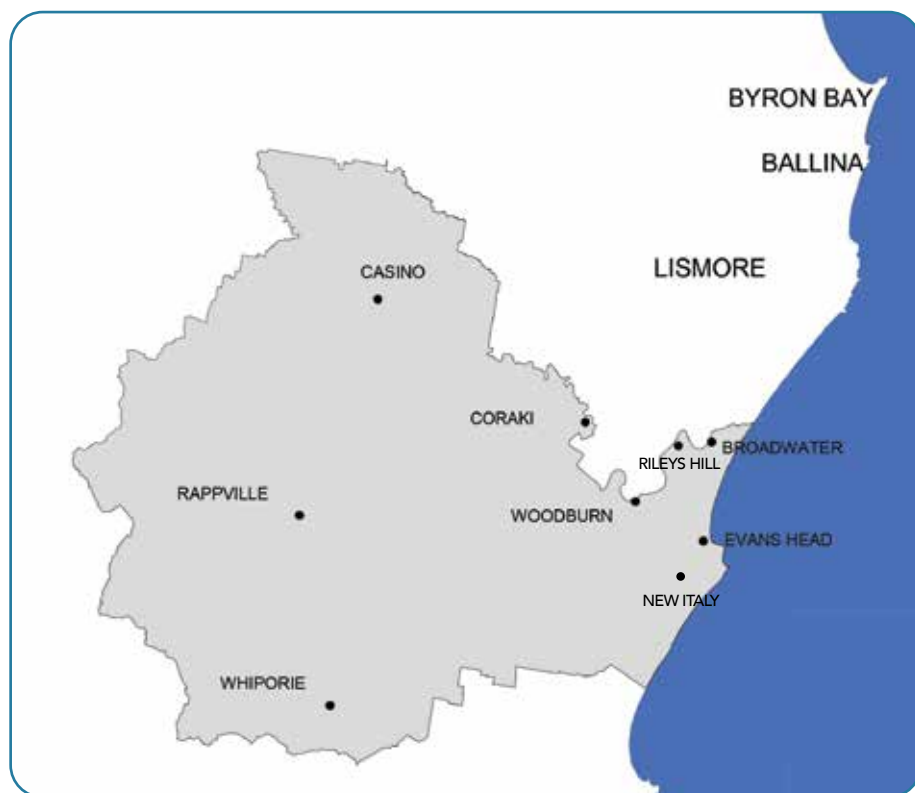 BYRON BAY
BALLINA
LISMORE
CASINO
CORAKI
BROADWATER
RILEYS HILL
RAPPVILLE
WOODBURN
EVANS HEAD
NEW ITALY
WHIPORIE